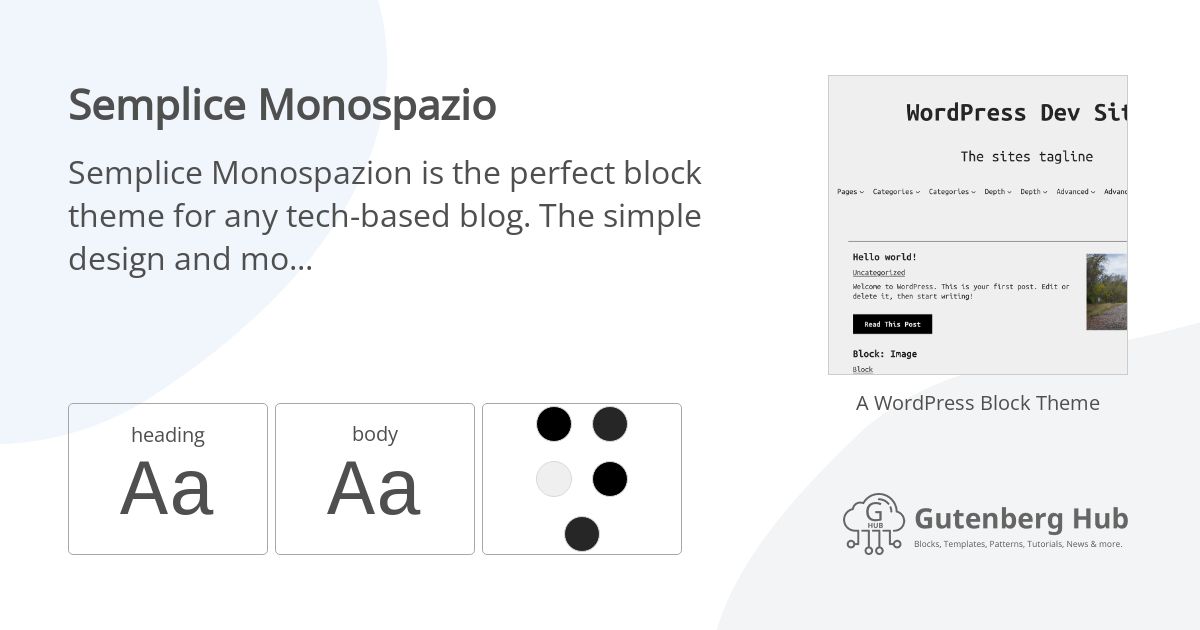 Semplice Monospazio
Semplice Monospazion is the perfect block
theme for any tech-based blog. The simple
design and mo...
heading
Aa
body
Aa
WordPress Dev Sit
The sites tagline
Pages Categories Categories Depth Depth Advanced Advanc
Hello world!
Uncategorized
Welcome to WordPress. This is your first post. Edit or
delete it, then start writing!
Read This Post
Block: Image
Block
A WordPress Block Theme
G
HUB
Gutenberg Hub
Blocks, Templates, Patterns, Tutorials, News & more.